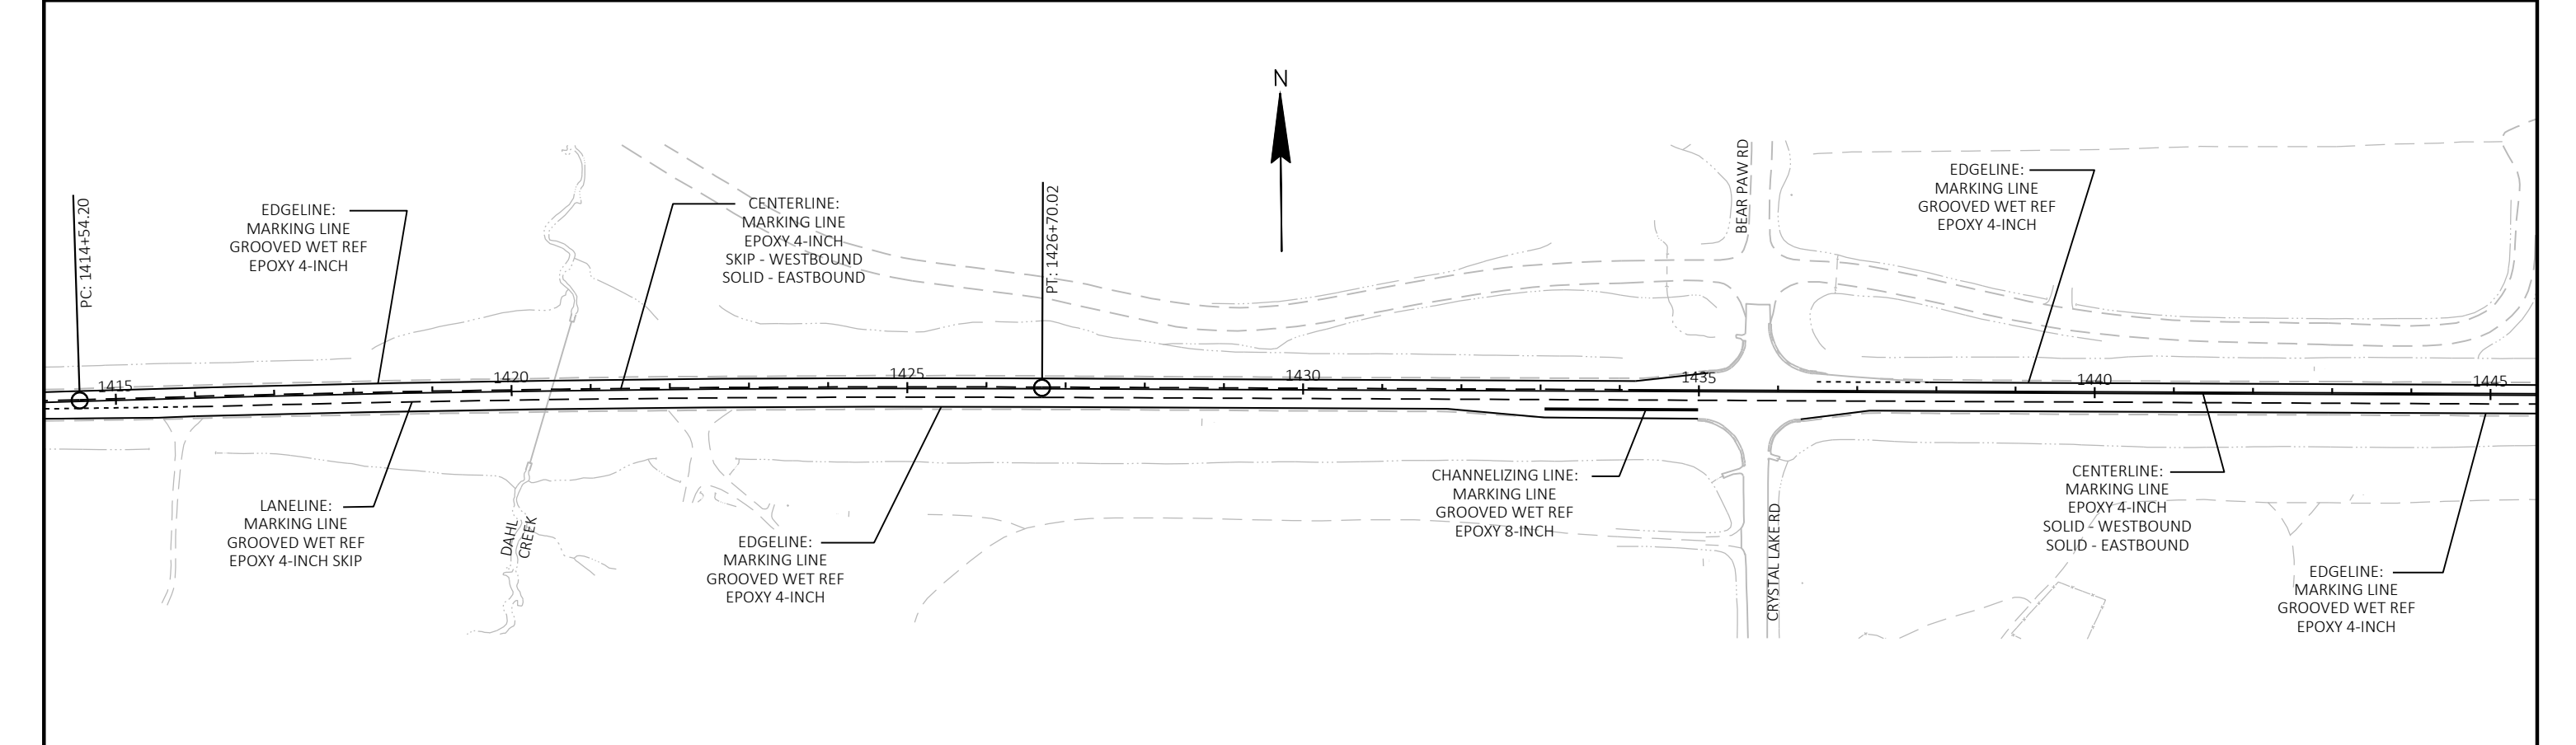 N
BEAR PAW RD
EDGELINE:
MARKING LINE
GROOVED WET REF
EPOXY 4-INCH
PC: 1414+54.20
EDGELINE:
MARKING LINE
GROOVED WET REF
EPOXY 4-INCH
CENTERLINE:
MARKING LINE
EPOXY 4-INCH
SKIP - WESTBOUND
SOLID - EASTBOUND
PT: 1426+70.02
1415
1420
1425
1430
1435
1440
1445
LANELINE:
MARKING LINE
GROOVED WET REF
EPOXY 4-INCH SKIP
DAHL
CREEK
EDGELINE:
MARKING LINE
GROOVED WET REF
EPOXY 4-INCH
CHANNELIZING LINE:
MARKING LINE
GROOVED WET REF
EPOXY 8-INCH
CRYSTAL LAKE RD
CENTERLINE:
MARKING LINE
EPOXY 4-INCH
SOLID - WESTBOUND
SOLID - EASTBOUND
EDGELINE:
MARKING LINE
GROOVED WET REF
EPOXY 4-INCH